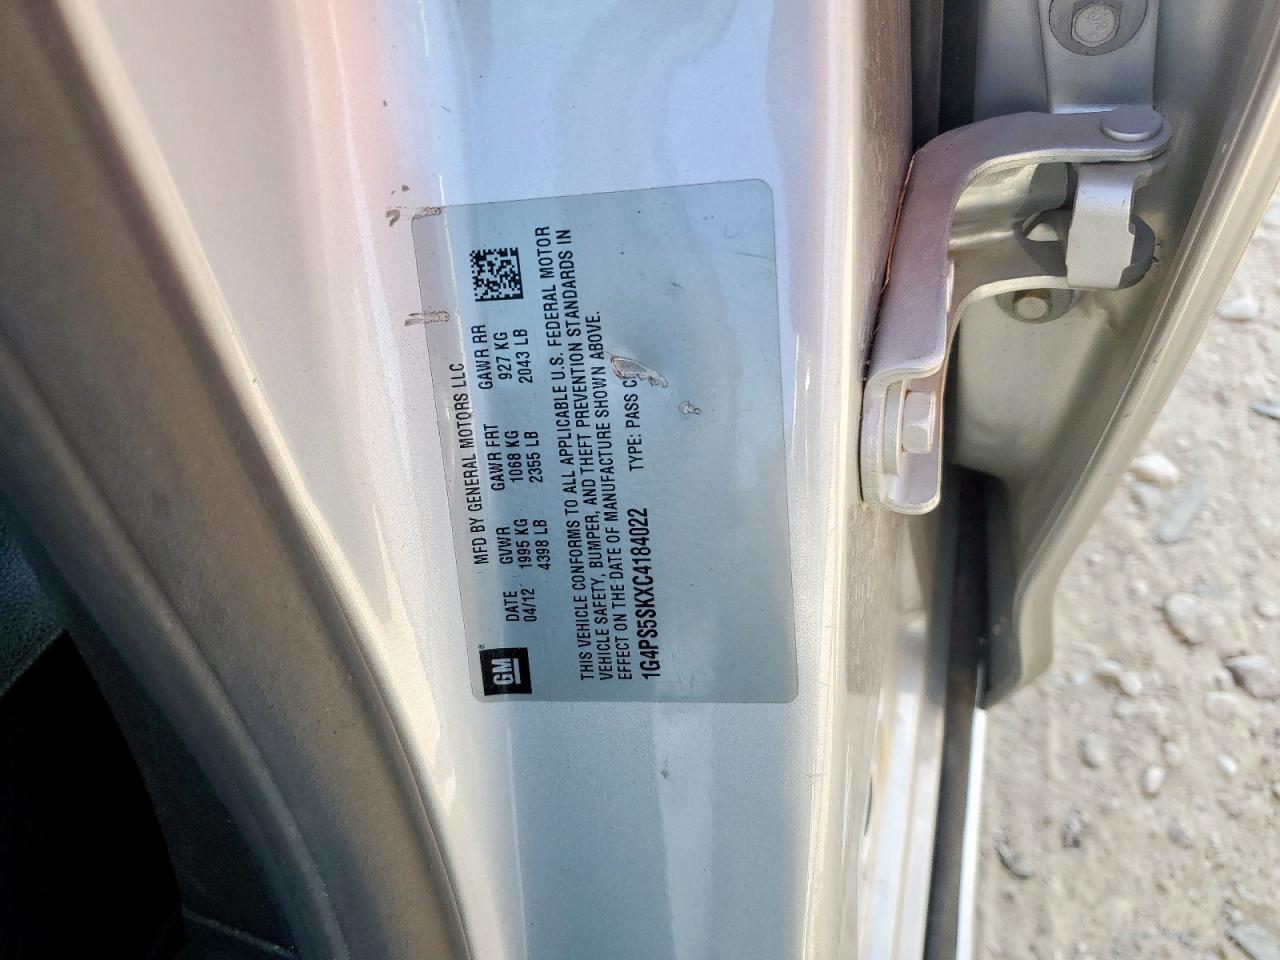 MFD BY GENERAL MOTORS LLC
GM
DATE GVWR GAWR FRT GAWR RR
04/12 1995 KG 1068 KG 927 KG
4398 LB 2355 LB 2043 LB
THIS VEHICLE CONFORMS TO ALL APPLICABLE U.S. FEDERAL MOTOR
VEHICLE SAFETY, BUMPER, AND THEFT PREVENTION STANDARDS IN
EFFECT ON THE DATE OF MANUFACTURE SHOWN ABOVE.
1G4PS5SKXC4184022 TYPE: PASS C